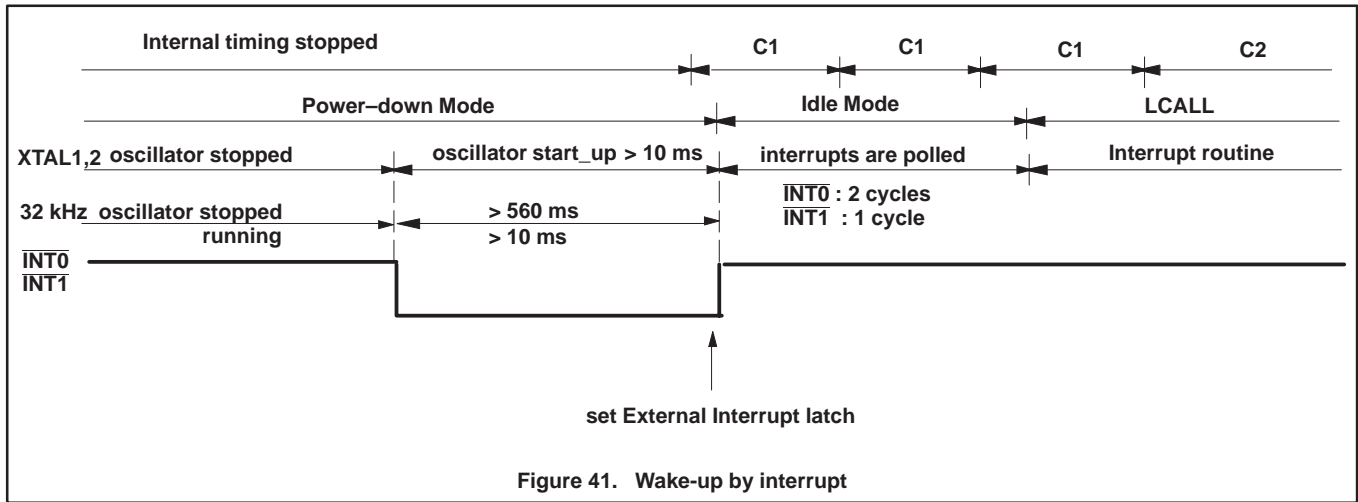 Internal timing stopped C1 C1 C1 C2
Power–down Mode Idle Mode LCALL
XTAL1,2 oscillator stopped oscillator start_up > 10 ms interrupts are polled Interrupt routine
32 kHz oscillator stopped > 560 ms INT0 : 2 cycles
running > 10 ms INT1 : 1 cycle
INT0
INT1
set External Interrupt latch
Figure 41. Wake-up by interrupt